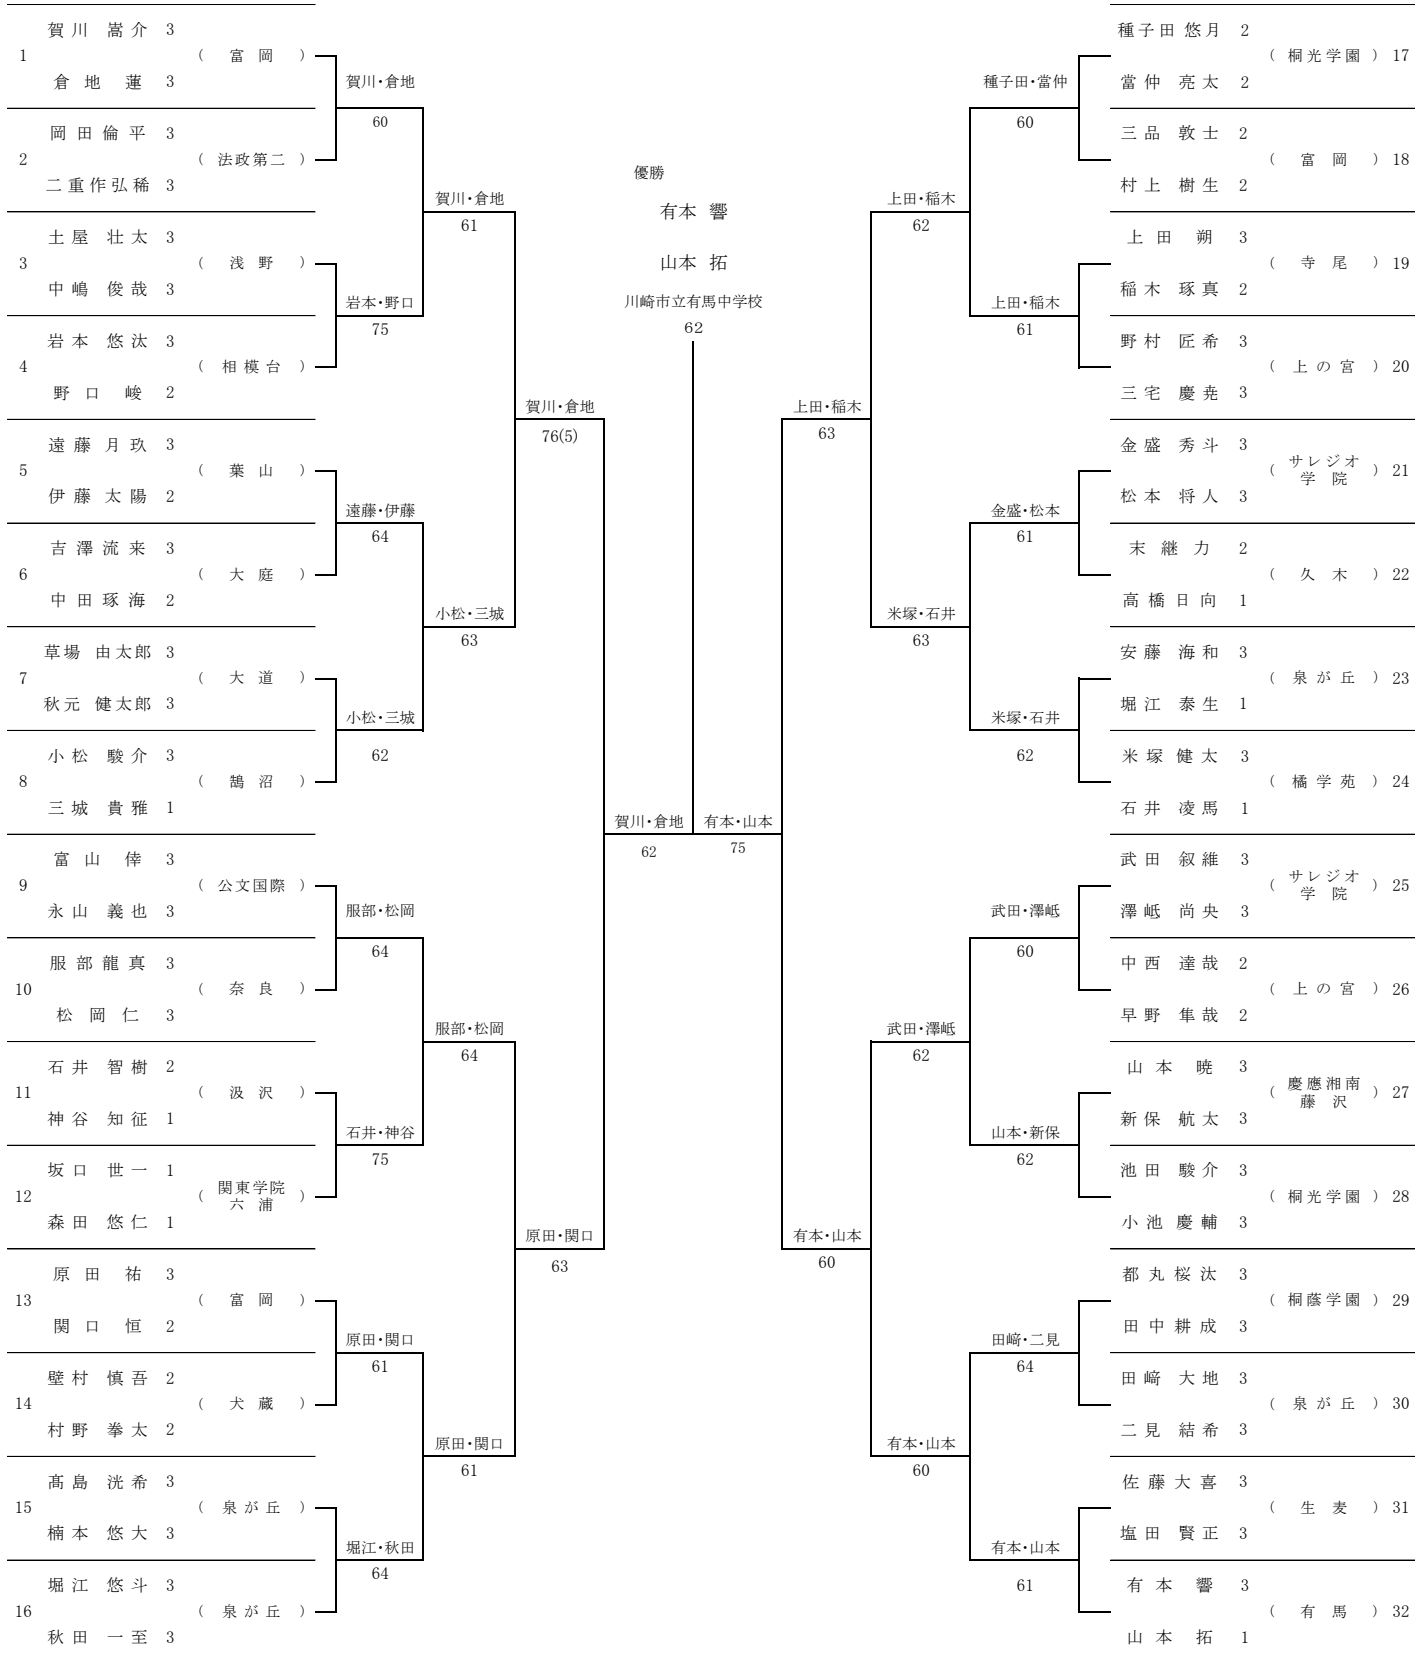 賀川 嵩介 3
1 ( 富 岡 )
倉 地 蓮 3
岡 田 倫 平 3
2 ( 法政第二 )
二重作弘稀 3
土 屋 壮 太 3
3 ( 浅 野 )
中 嶋 俊 哉 3
岩 本 悠 汰 3
4 ( 相 模 台 )
野 口 峻 2
遠 藤 月 玖 3
5 ( 葉 山 )
伊 藤 太 陽 2
吉 澤 流 来 3
6 ( 大 庭 )
中 田 琢 海 2
草場 由太郎 3
7 ( 大 道 )
秋元 健太郎 3
小 松 駿 介 3
8 ( 鵠 沼 )
三 城 貴 雅 1
富 山 倖 3
9 ( 公文国際 )
永 山 義 也 3
服 部 龍 真 3
10 ( 奈 良 )
松 岡 仁 3
石 井 智 樹 2
11 ( 汲 沢 )
神 谷 知 征 1
坂 口 世 一 1
12 ( 関東学院 六 浦 )
森 田 悠 仁 1
原 田 祐 3
13 ( 富 岡 )
関 口 恒 2
壁 村 慎 吾 2
14 ( 犬 蔵 )
村 野 拳 太 2
髙 島 洸 希 3
15 ( 泉 が 丘 )
楠 本 悠 大 3
堀 江 悠 斗 3
16 ( 泉 が 丘 )
秋 田 一 至 3
賀川・倉地
60
岩本・野口
75
遠藤・伊藤
64
小松・三城
62
服部・松岡
64
石井・神谷
75
原田・関口
61
堀江・秋田
64
賀川・倉地
61
小松・三城
63
服部・松岡
64
原田・関口
61
賀川・倉地
76(5)
原田・関口
63
賀川・倉地
62
優勝
有本 響
山本 拓
川崎市立有馬中学校
62
有本・山本
75
上田・稲木
63
有本・山本
60
上田・稲木
62
米塚・石井
63
武田・澤岻
62
有本・山本
60
種子田・當仲
60
上田・稲木
61
金盛・松本
61
米塚・石井
62
武田・澤岻
60
山本・新保
62
田﨑・二見
64
有本・山本
61
種子田 悠月 2
( 桐光学園 ) 17
當 仲 亮 太 2
三 品 敦 士 2
( 富 岡 ) 18
村 上 樹 生 2
上 田 朔 3
( 寺 尾 ) 19
稲 木 琢 真 2
野 村 匠 希 3
( 上 の 宮 ) 20
三 宅 慶 尭 3
金 盛 秀 斗 3
( サレジオ 学 院 ) 21
松 本 将 人 3
末 継 力 2
( 久 木 ) 22
高 橋 日 向 1
安 藤 海 和 3
( 泉 が 丘 ) 23
堀 江 泰 生 1
米 塚 健 太 3
( 橘 学 苑 ) 24
石 井 凌 馬 1
武 田 叙 維 3
( サレジオ 学 院 ) 25
澤 岻 尚 央 3
中 西 達 哉 2
( 上 の 宮 ) 26
早 野 隼 哉 2
山 本 暁 3
( 慶應湘南 藤 沢 ) 27
新 保 航 太 3
池 田 駿 介 3
( 桐光学園 ) 28
小 池 慶 輔 3
都 丸 桜 汰 3
( 桐蔭学園 ) 29
田 中 耕 成 3
田 﨑 大 地 3
( 泉 が 丘 ) 30
二 見 結 希 3
佐 藤 大 喜 3
( 生 麦 ) 31
塩 田 賢 正 3
有 本 響 3
( 有 馬 ) 32
山 本 拓 1